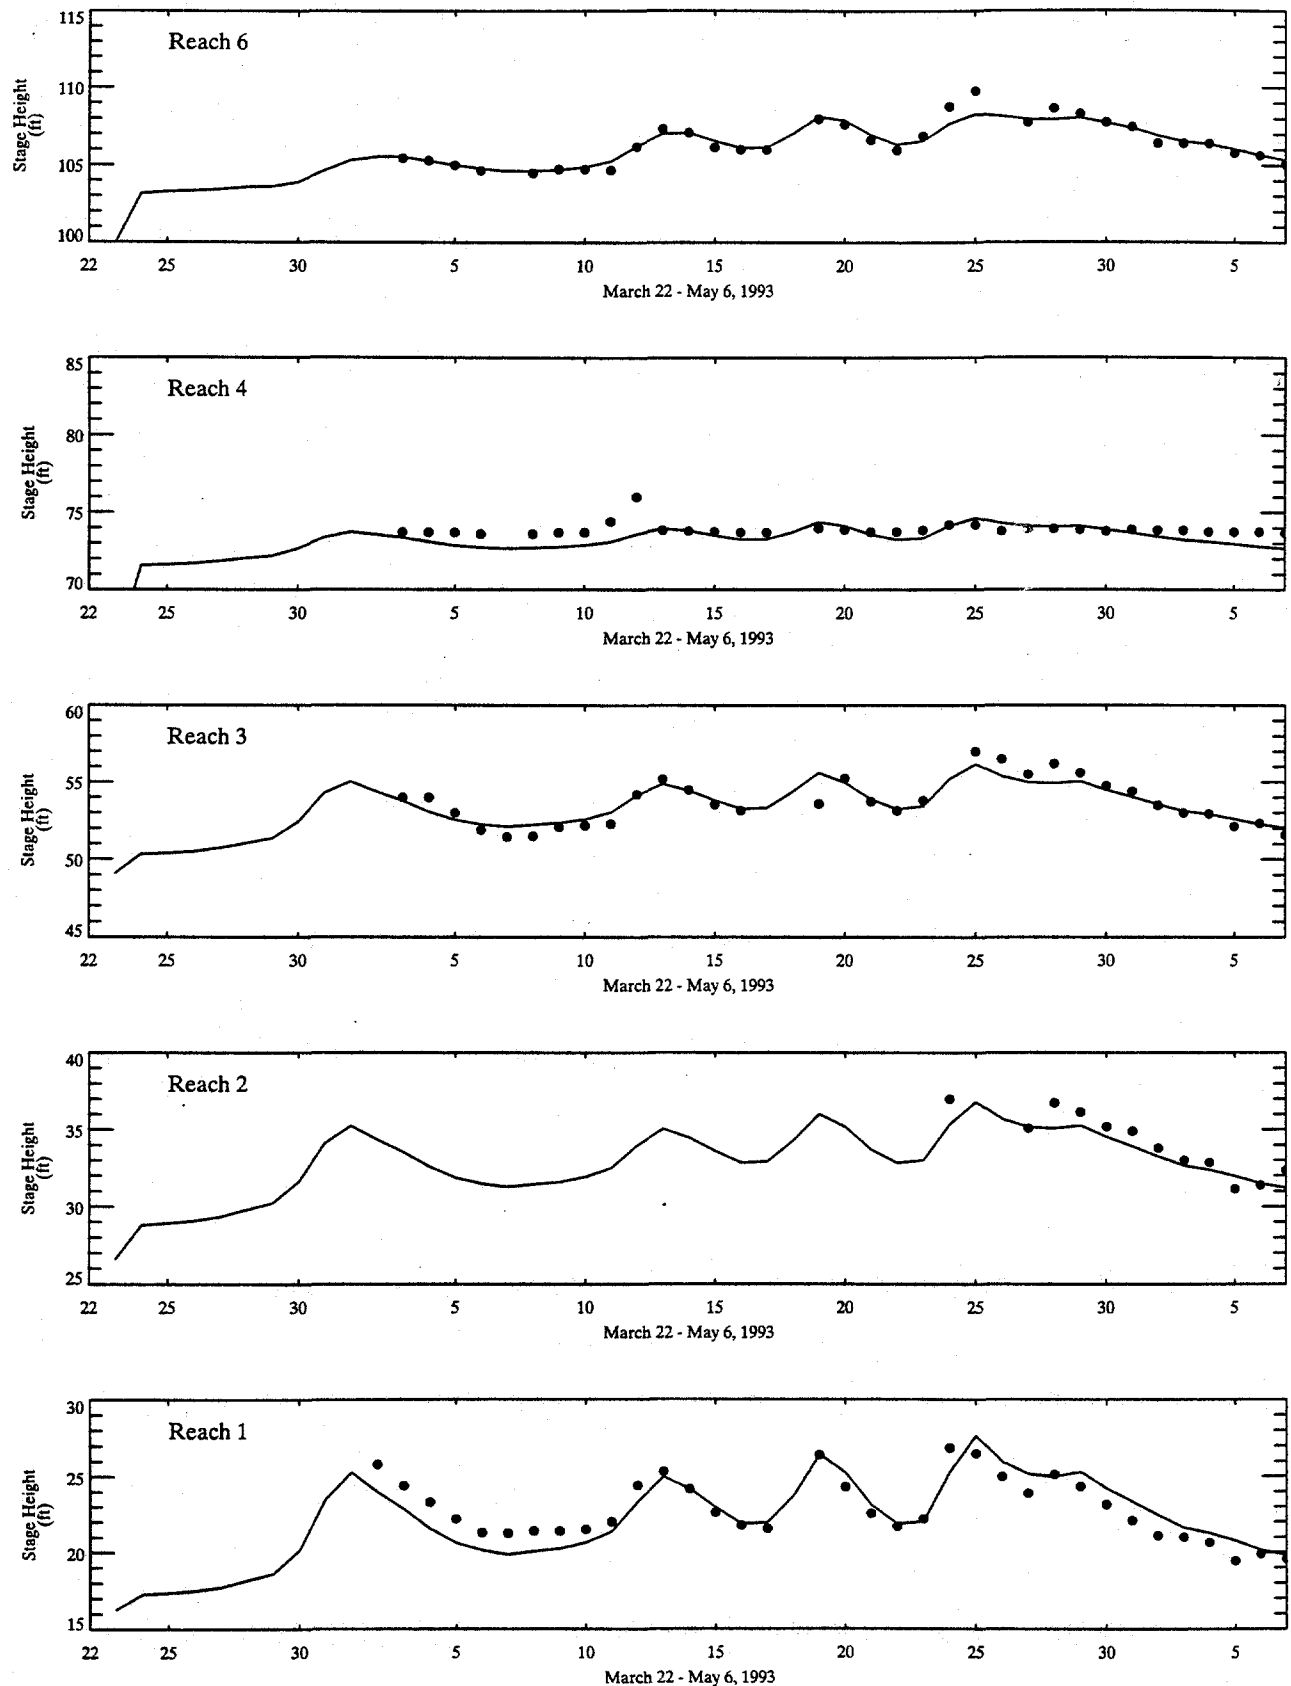 115
Reach 6
110
Stage Height
(ft)
105
100
22 25 30 5 10 15 20 25 30 5
March 22 - May 6, 1993
85
Reach 4
80
Stage Height
(ft)
75
70
22 25 30 5 10 15 20 25 30 5
March 22 - May 6, 1993
60
Reach 3
55
Stage Height
(ft)
50
45
22 25 30 5 10 15 20 25 30 5
March 22 - May 6, 1993
40
Reach 2
35
Stage Height
(ft)
30
25
22 25 30 5 10 15 20 25 30 5
March 22 - May 6, 1993
30
Reach 1
25
Stage Height
(ft)
20
15
22 25 30 5 10 15 20 25 30 5
March 22 - May 6, 1993